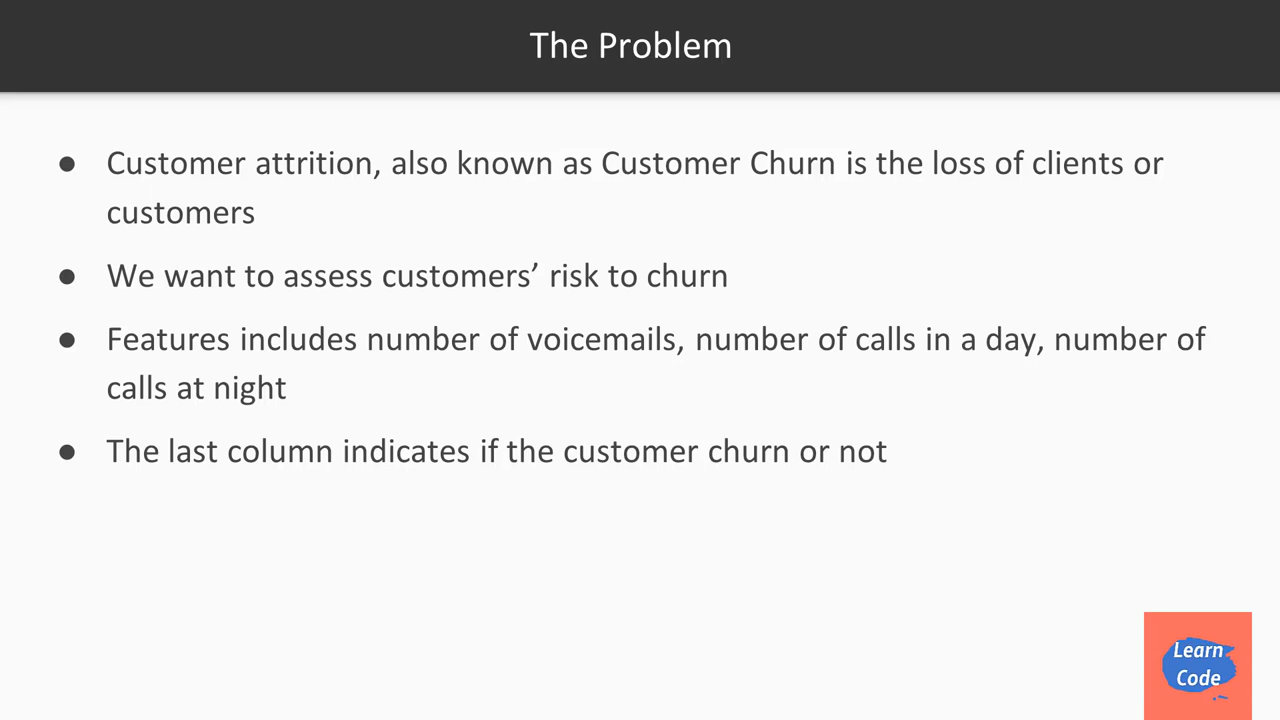 The Problem
● Customer attrition, also known as Customer Churn is the loss of clients or
customers
● We want to assess customers’ risk to churn
● Features includes number of voicemails, number of calls in a day, number of
calls at night
● The last column indicates if the customer churn or not
Learn
Code